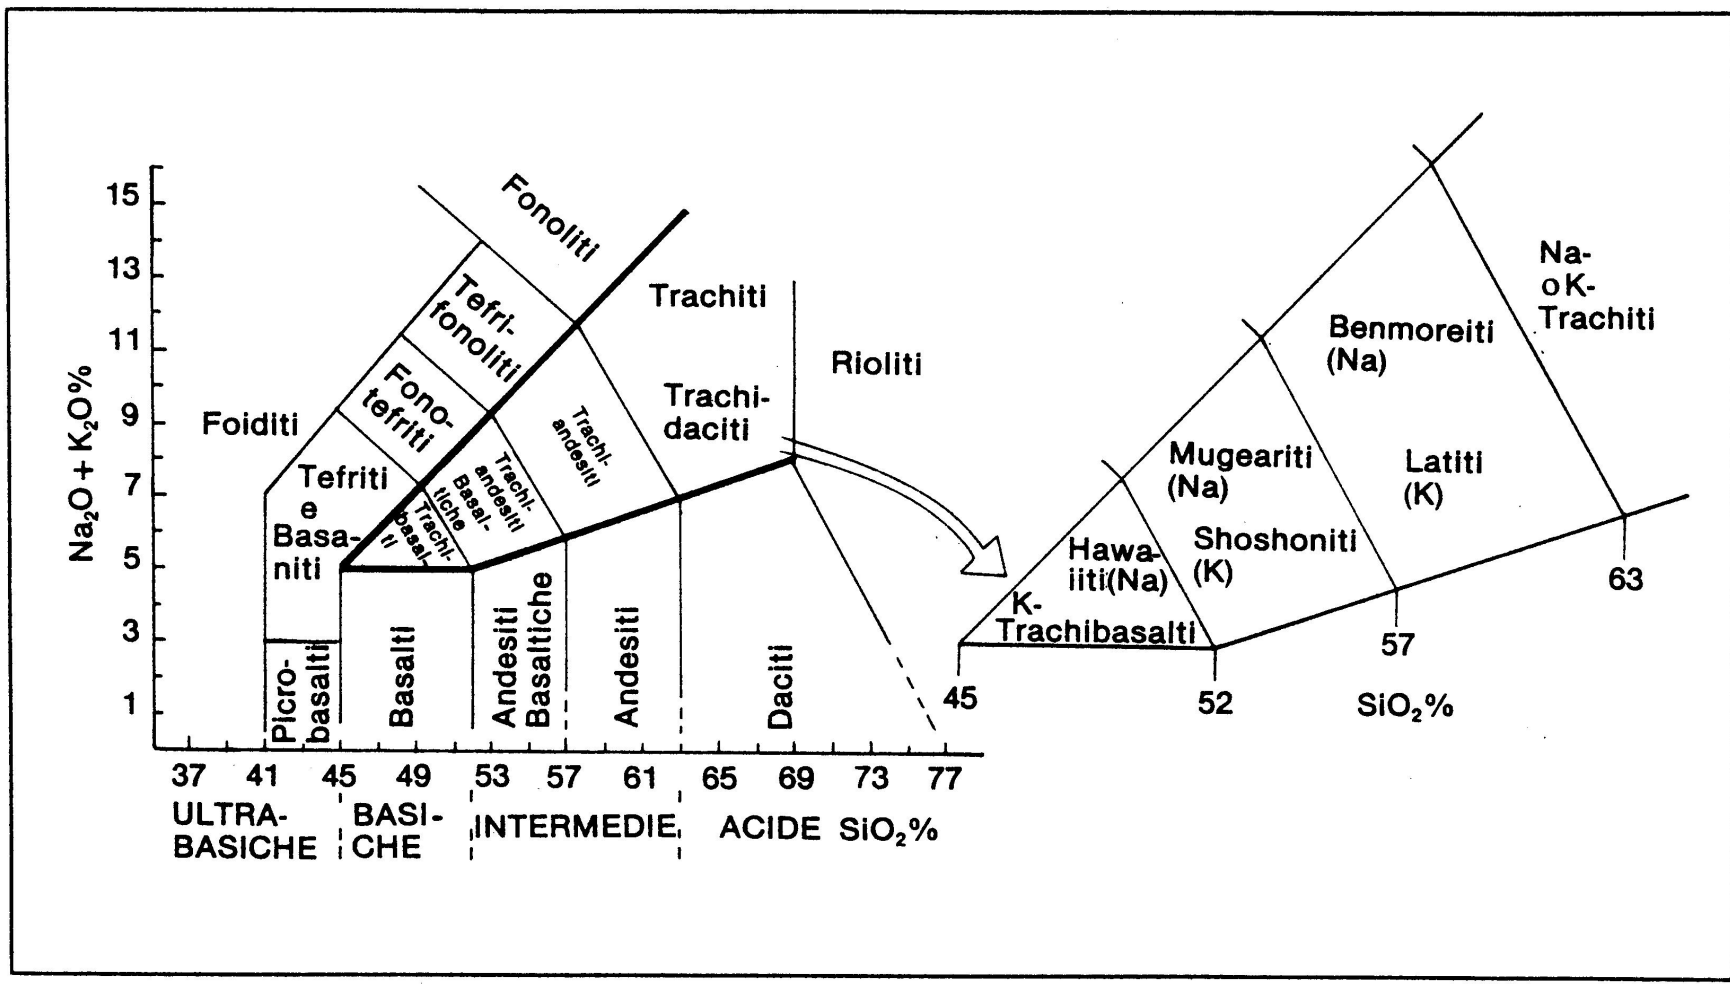 Na₂O + K₂O%
15
13
11
9
7
5
3
1
Fonoliti
Tefri-
fonoliti
Fono-
tefriti
Foiditi
Tefriti
e
Basa-
niti
Trachiti
Trachi-
daciti
Rioliti
Trachi-
andesiti
Trachi-
andesiti
Basal-
tiche
Trachi-
basal-
ti
Picro-
basalti
Basalti
Andesiti
Basaltiche
Andesiti
Daciti
37 41 45 49 53 57 61 65 69 73 77
ULTRA-
BASICHE
BASI-
CHE
INTERMEDIE
ACIDE SiO₂%
Na-
o K-
Trachiti
Benmoreiti
(Na)
Latiti
(K)
Mugeariti
(Na)
Shoshoniti
(K)
Hawa-
iiti(Na)
K-
Trachibasalti
45
52
57
63
SiO₂%